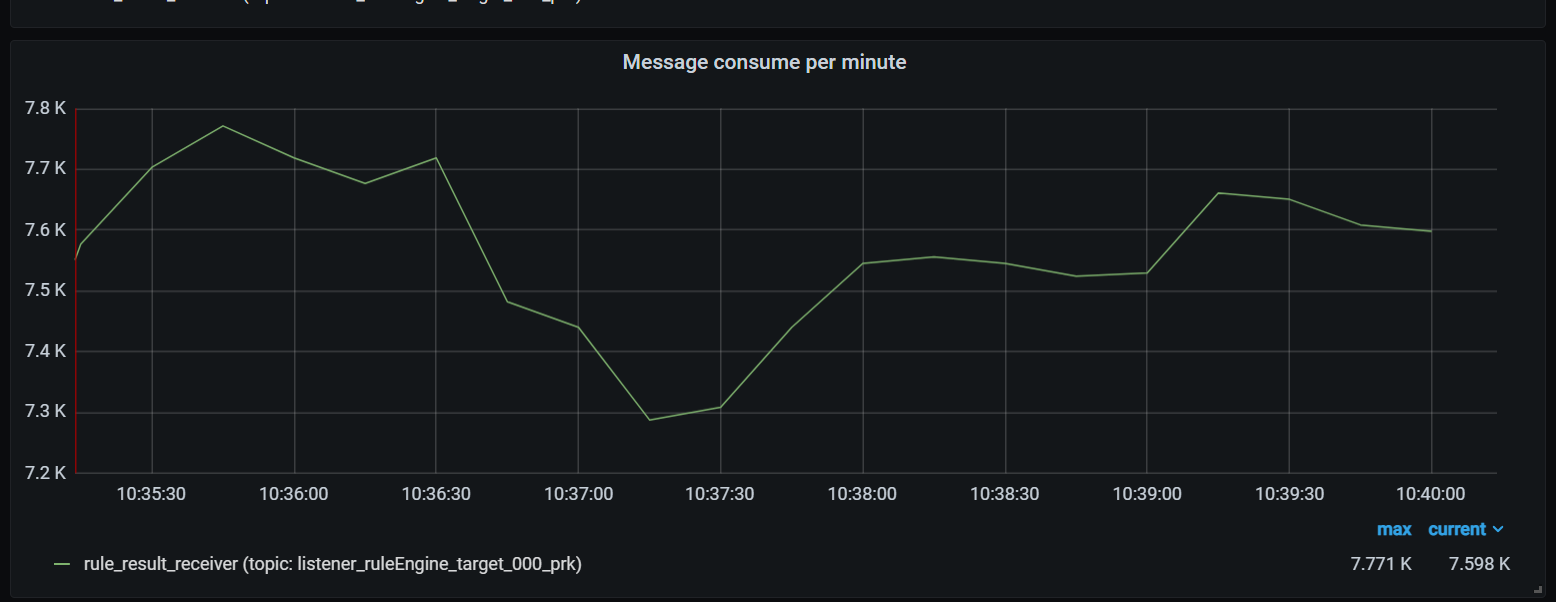 Message consume per minute
7.8 K
7.7 K
7.6 K
7.5 K
7.4 K
7.3 K
7.2 K
10:35:30 10:36:00 10:36:30 10:37:00 10:37:30 10:38:00 10:38:30 10:39:00 10:39:30 10:40:00
max current
rule_result_receiver (topic: listener_ruleEngine_target_000_prk) 7.771 K 7.598 K